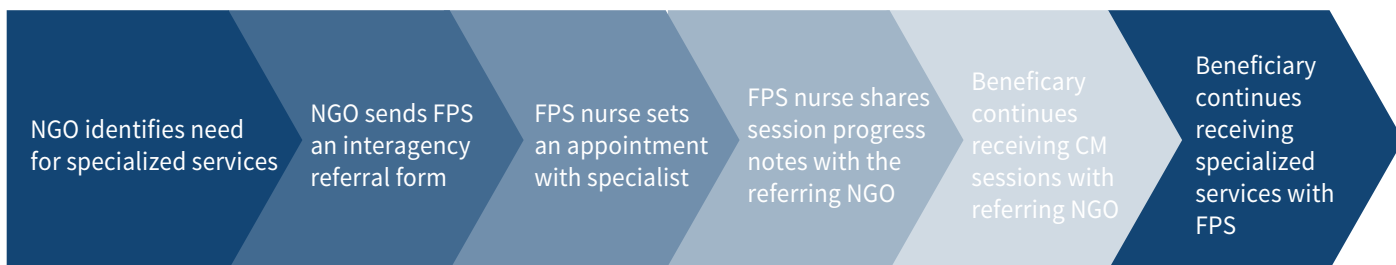 NGO identifies need
for specialized services
NGO sends FPS
an interagency
referral form
FPS nurse sets
an appointment
with specialist
FPS nurse shares
session progress
notes with the
referring NGO
Beneficary
continues
receiving CM
sessions with
referring NGO
Beneficiary
continues
receiving
specialized
services with
FPS